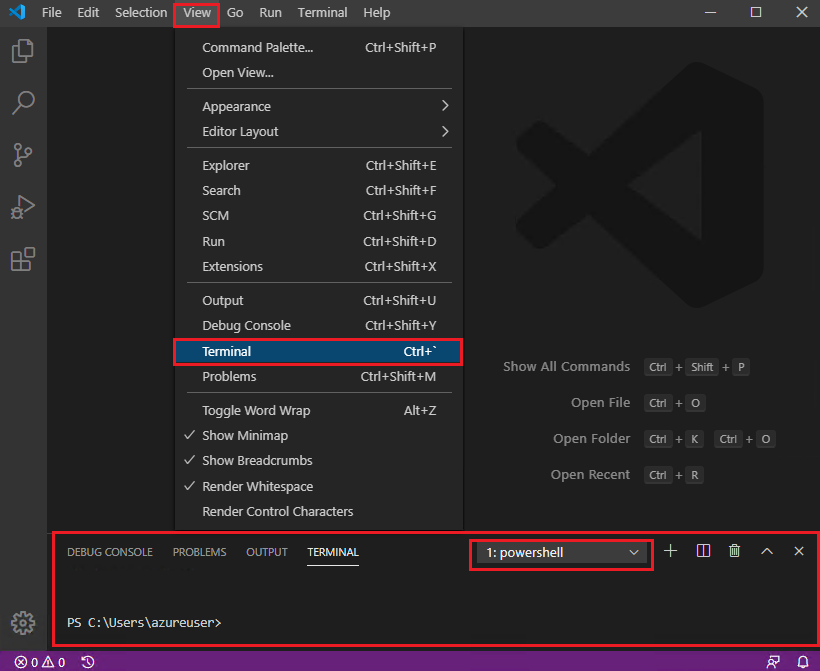 File Edit Selection View Go Run Terminal Help
Command Palette... Ctrl+Shift+P
Open View...
Appearance
Editor Layout
Explorer Ctrl+Shift+E
Search Ctrl+Shift+F
SCM Ctrl+Shift+G
Run Ctrl+Shift+D
Extensions Ctrl+Shift+X
Output Ctrl+Shift+U
Debug Console Ctrl+Shift+Y
Terminal Ctrl+`
Problems Ctrl+Shift+M
Toggle Word Wrap Alt+Z
Show Minimap
Show Breadcrumbs
Render Whitespace
Render Control Characters
Show All Commands Ctrl + Shift + P
Open File Ctrl + O
Open Folder Ctrl + K Ctrl + O
Open Recent Ctrl + R
DEBUG CONSOLE PROBLEMS OUTPUT TERMINAL 1: powershell
PS C:\Users\azureuser>
0 0